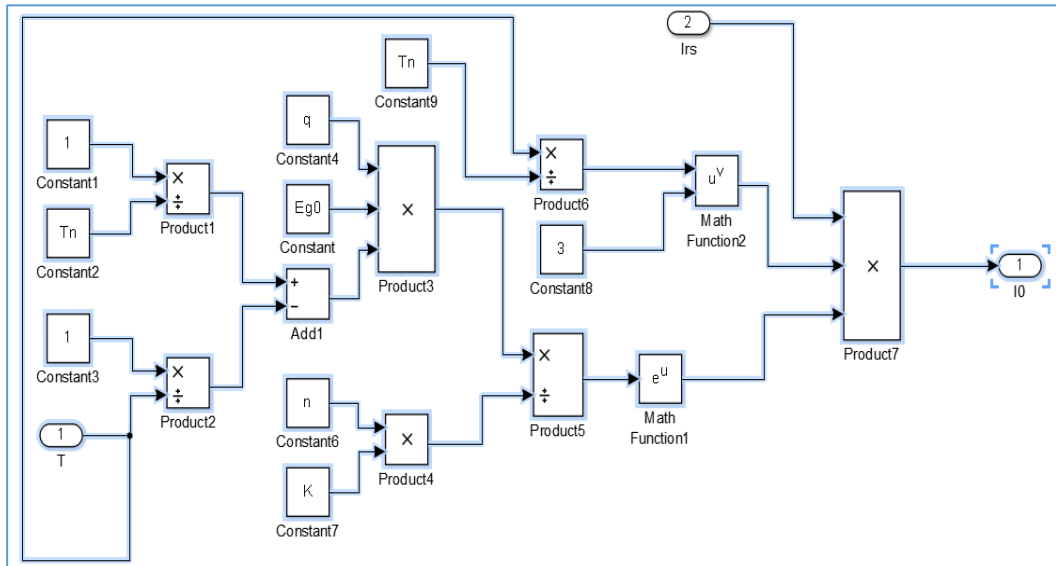 2
Irs
Tn
Constant9
q
Constant4
1
Constant1
×
÷
Product1
×
÷
Product6
u^v
Math
Function2
Eg0
Constant
×
Product3
Tn
Constant2
3
Constant8
×
Product7
1
I0
+
−
Add1
1
Constant3
×
÷
Product2
×
÷
Product5
e^u
Math
Function1
n
Constant6
×
Product4
1
T
K
Constant7